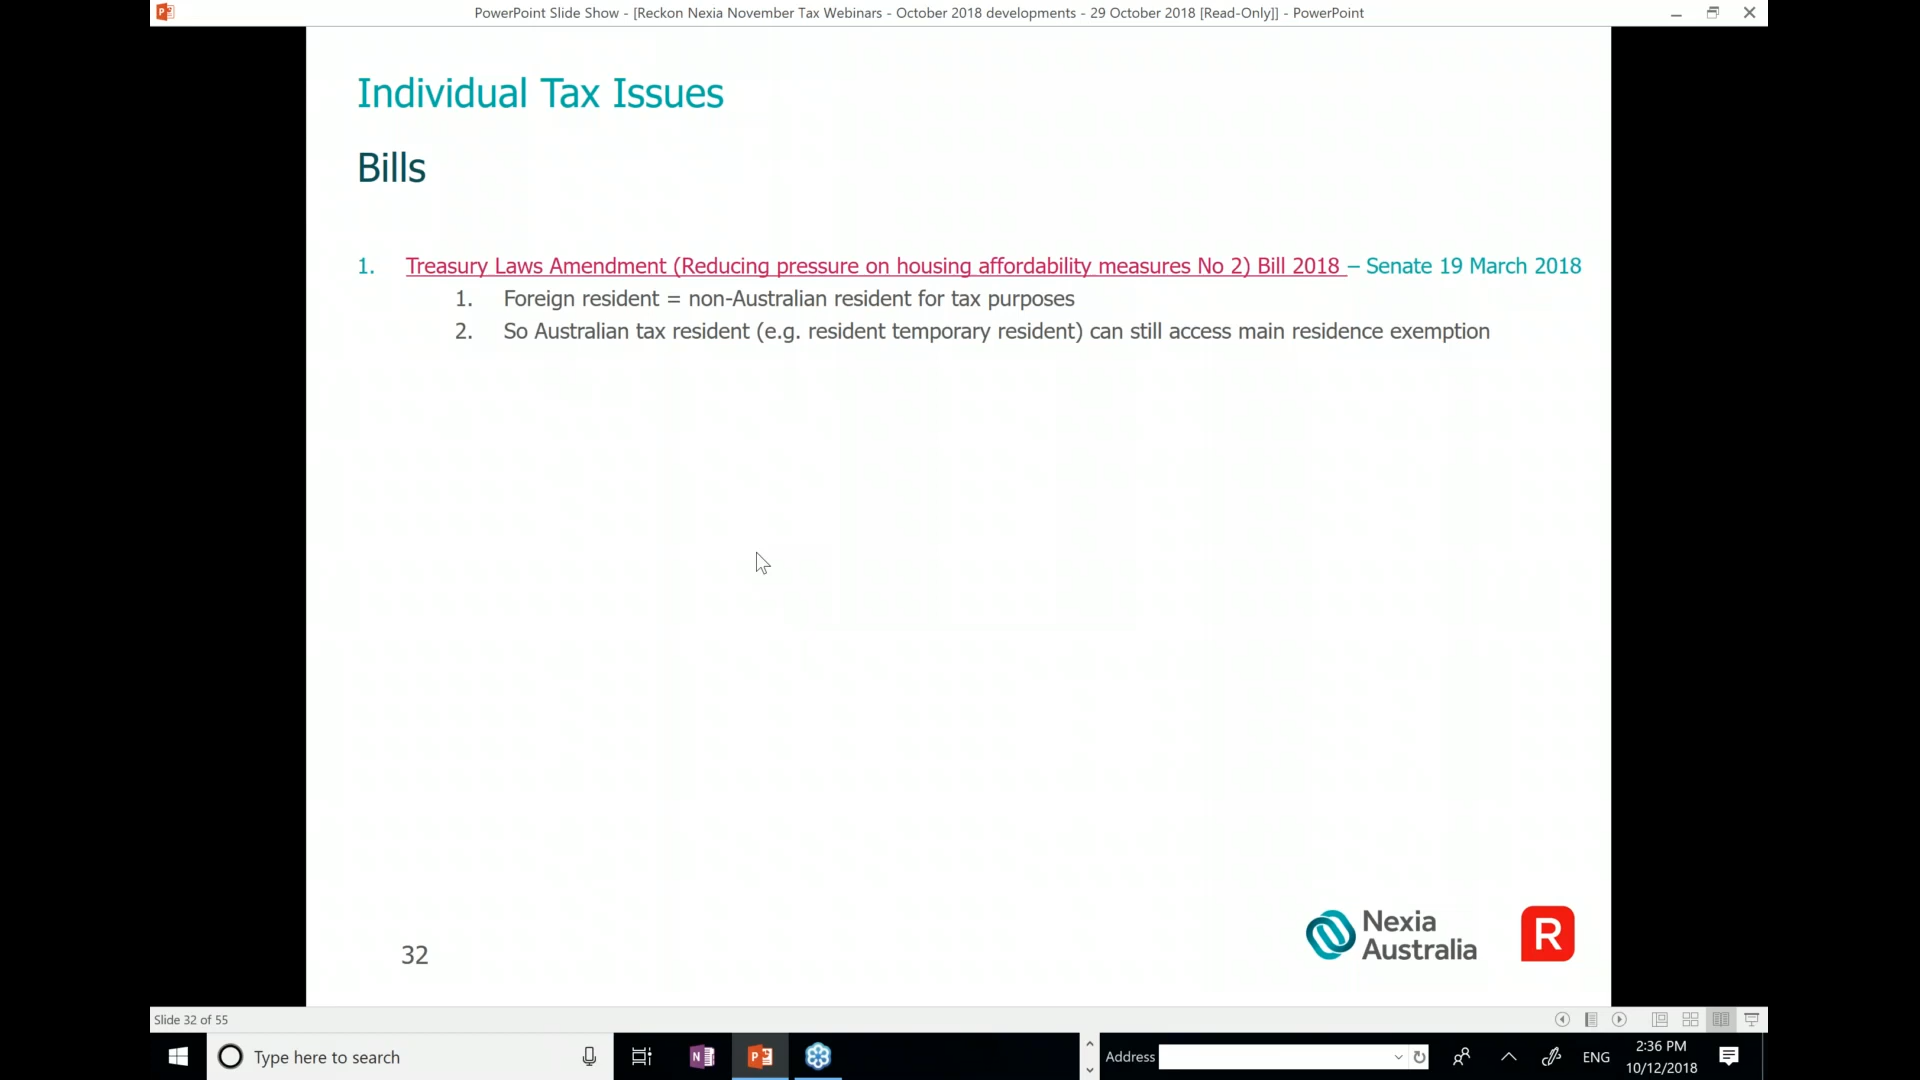 PowerPoint Slide Show - [Reckon Nexia November Tax Webinars - October 2018 developments - 29 October 2018 [Read-Only]] - PowerPoint
Individual Tax Issues
Bills
1. Treasury Laws Amendment (Reducing pressure on housing affordability measures No 2) Bill 2018 – Senate 19 March 2018
1. Foreign resident = non-Australian resident for tax purposes
2. So Australian tax resident (e.g. resident temporary resident) can still access main residence exemption
Nexia
Australia
R
32
Slide 32 of 55
Type here to search
Address
ENG
2:36 PM
10/12/2018